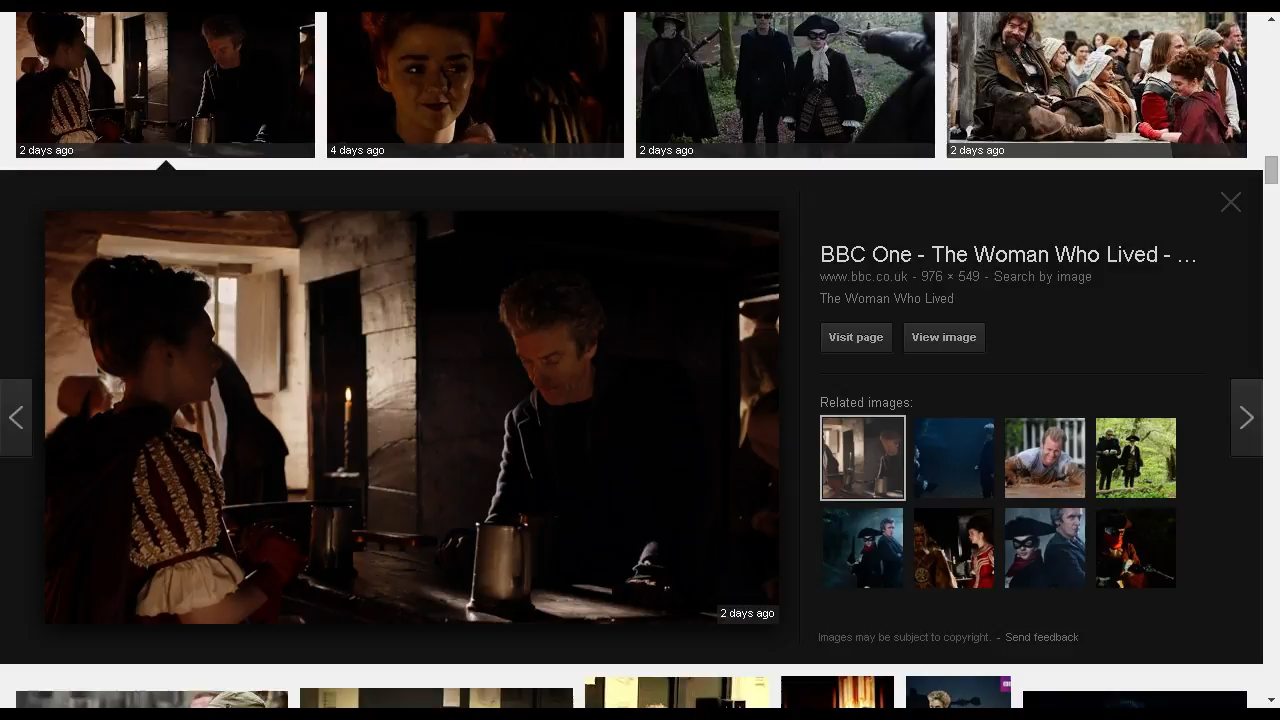 2 days ago
4 days ago
2 days ago
2 days ago
BBC One - The Woman Who Lived - ...
www.bbc.co.uk - 976 × 549 - Search by image
The Woman Who Lived
Visit page
View image
Related images:
2 days ago
Images may be subject to copyright. - Send feedback